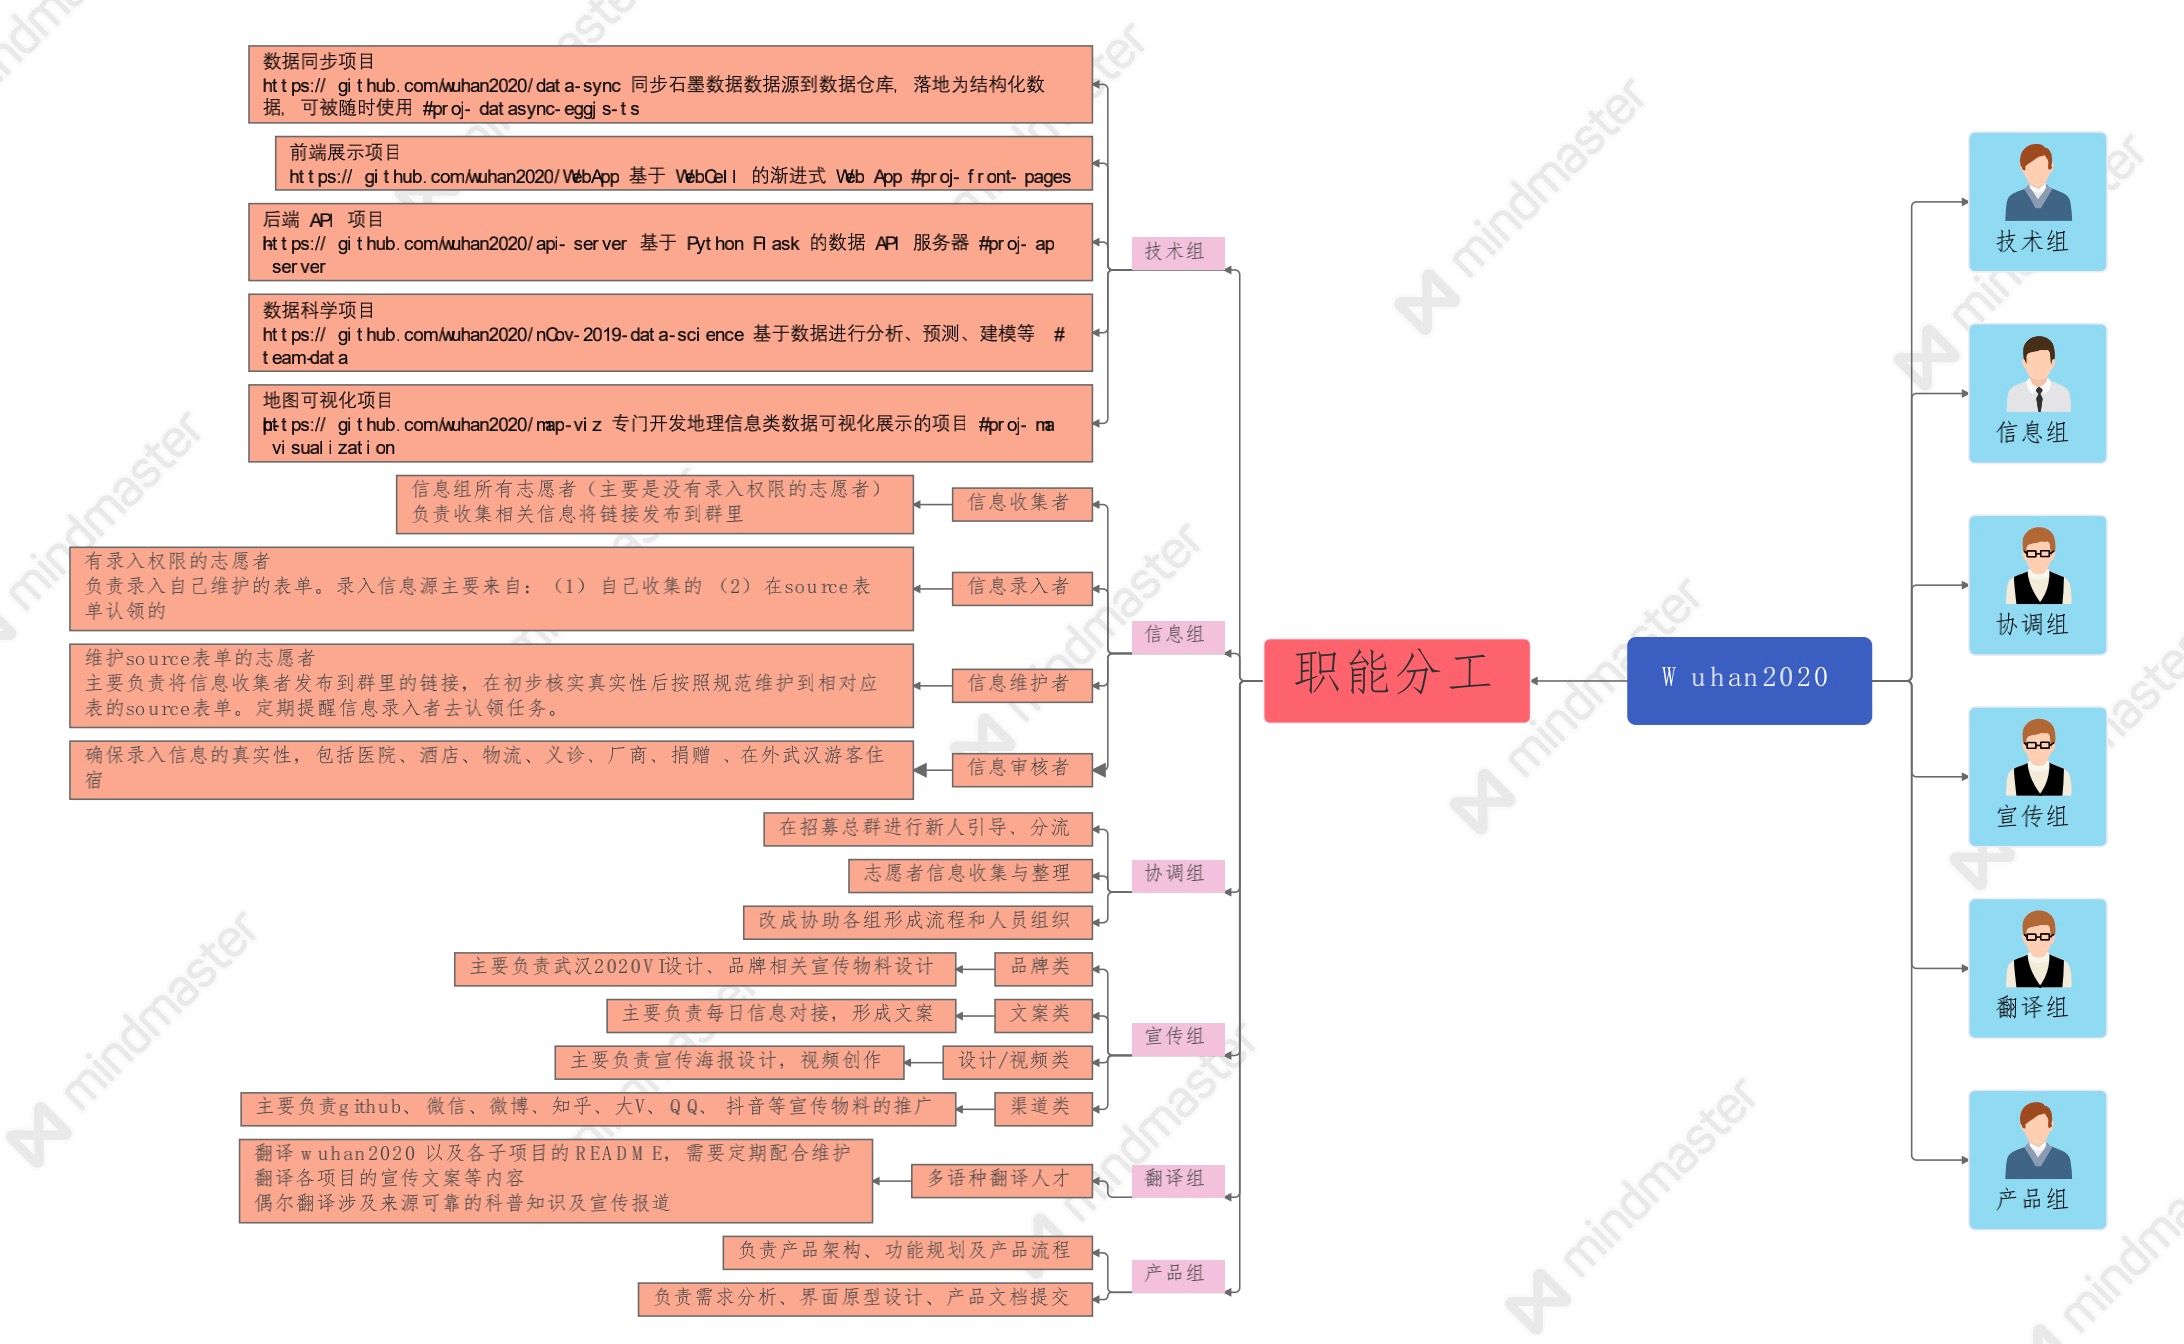 数据同步项目
https://github.com/wuhan2020/data-sync 同步石墨数据数据源到数据仓库，落地为结构化数
据，可被随时使用 #proj-datasync-eggjs-ts
前端展示项目
https://github.com/wuhan2020/WebApp 基于 WebCell 的渐进式 Web App #proj-front-pages
后端 API 项目
https://github.com/wuhan2020/api-server 基于 Python Flask 的数据 API 服务器 #proj-api-
server
数据科学项目
https://github.com/wuhan2020/nCov-2019-data-science 基于数据进行分析、预测、建模等 #
team-data
地图可视化项目
https://github.com/wuhan2020/map-viz 专门开发地理信息类数据可视化展示的项目 #proj-map-
visualization
技术组
信息组所有志愿者（主要是没有录入权限的志愿者）
负责收集相关信息将链接发布到群里
信息收集者
有录入权限的志愿者
负责录入自己维护的表单。录入信息源主要来自：（1）自己收集的（2）在source表
单认领的
信息录入者
维护source表单的志愿者
主要负责将信息收集者发布到群里的链接，在初步核实真实性后按照规范维护到相对应
表的source表单。定期提醒信息录入者去认领任务。
信息维护者
确保录入信息的真实性，包括医院、酒店、物流、义诊、厂商、捐赠 、在外武汉游客住
宿
信息审核者
信息组
在招募总群进行新人引导、分流
志愿者信息收集与整理
改成协助各组形成流程和人员组织
协调组
主要负责武汉2020VI设计、品牌相关宣传物料设计
品牌类
主要负责每日信息对接，形成文案
文案类
主要负责宣传海报设计，视频创作
设计/视频类
主要负责github、微信、微博、知乎、大V、QQ、抖音等宣传物料的推广
渠道类
宣传组
翻译 wuhan2020 以及各子项目的README，需要定期配合维护
翻译各项目的宣传文案等内容
偶尔翻译涉及来源可靠的科普知识及宣传报道
多语种翻译人才
翻译组
负责产品架构、功能规划及产品流程
负责需求分析、界面原型设计、产品文档提交
产品组
职能分工
Wuhan2020
技术组
信息组
协调组
宣传组
翻译组
产品组
mindmaster
mindmaster
mindmaster
mindmaster
mindmaster
mindmaster
mindmaster
mindmaster